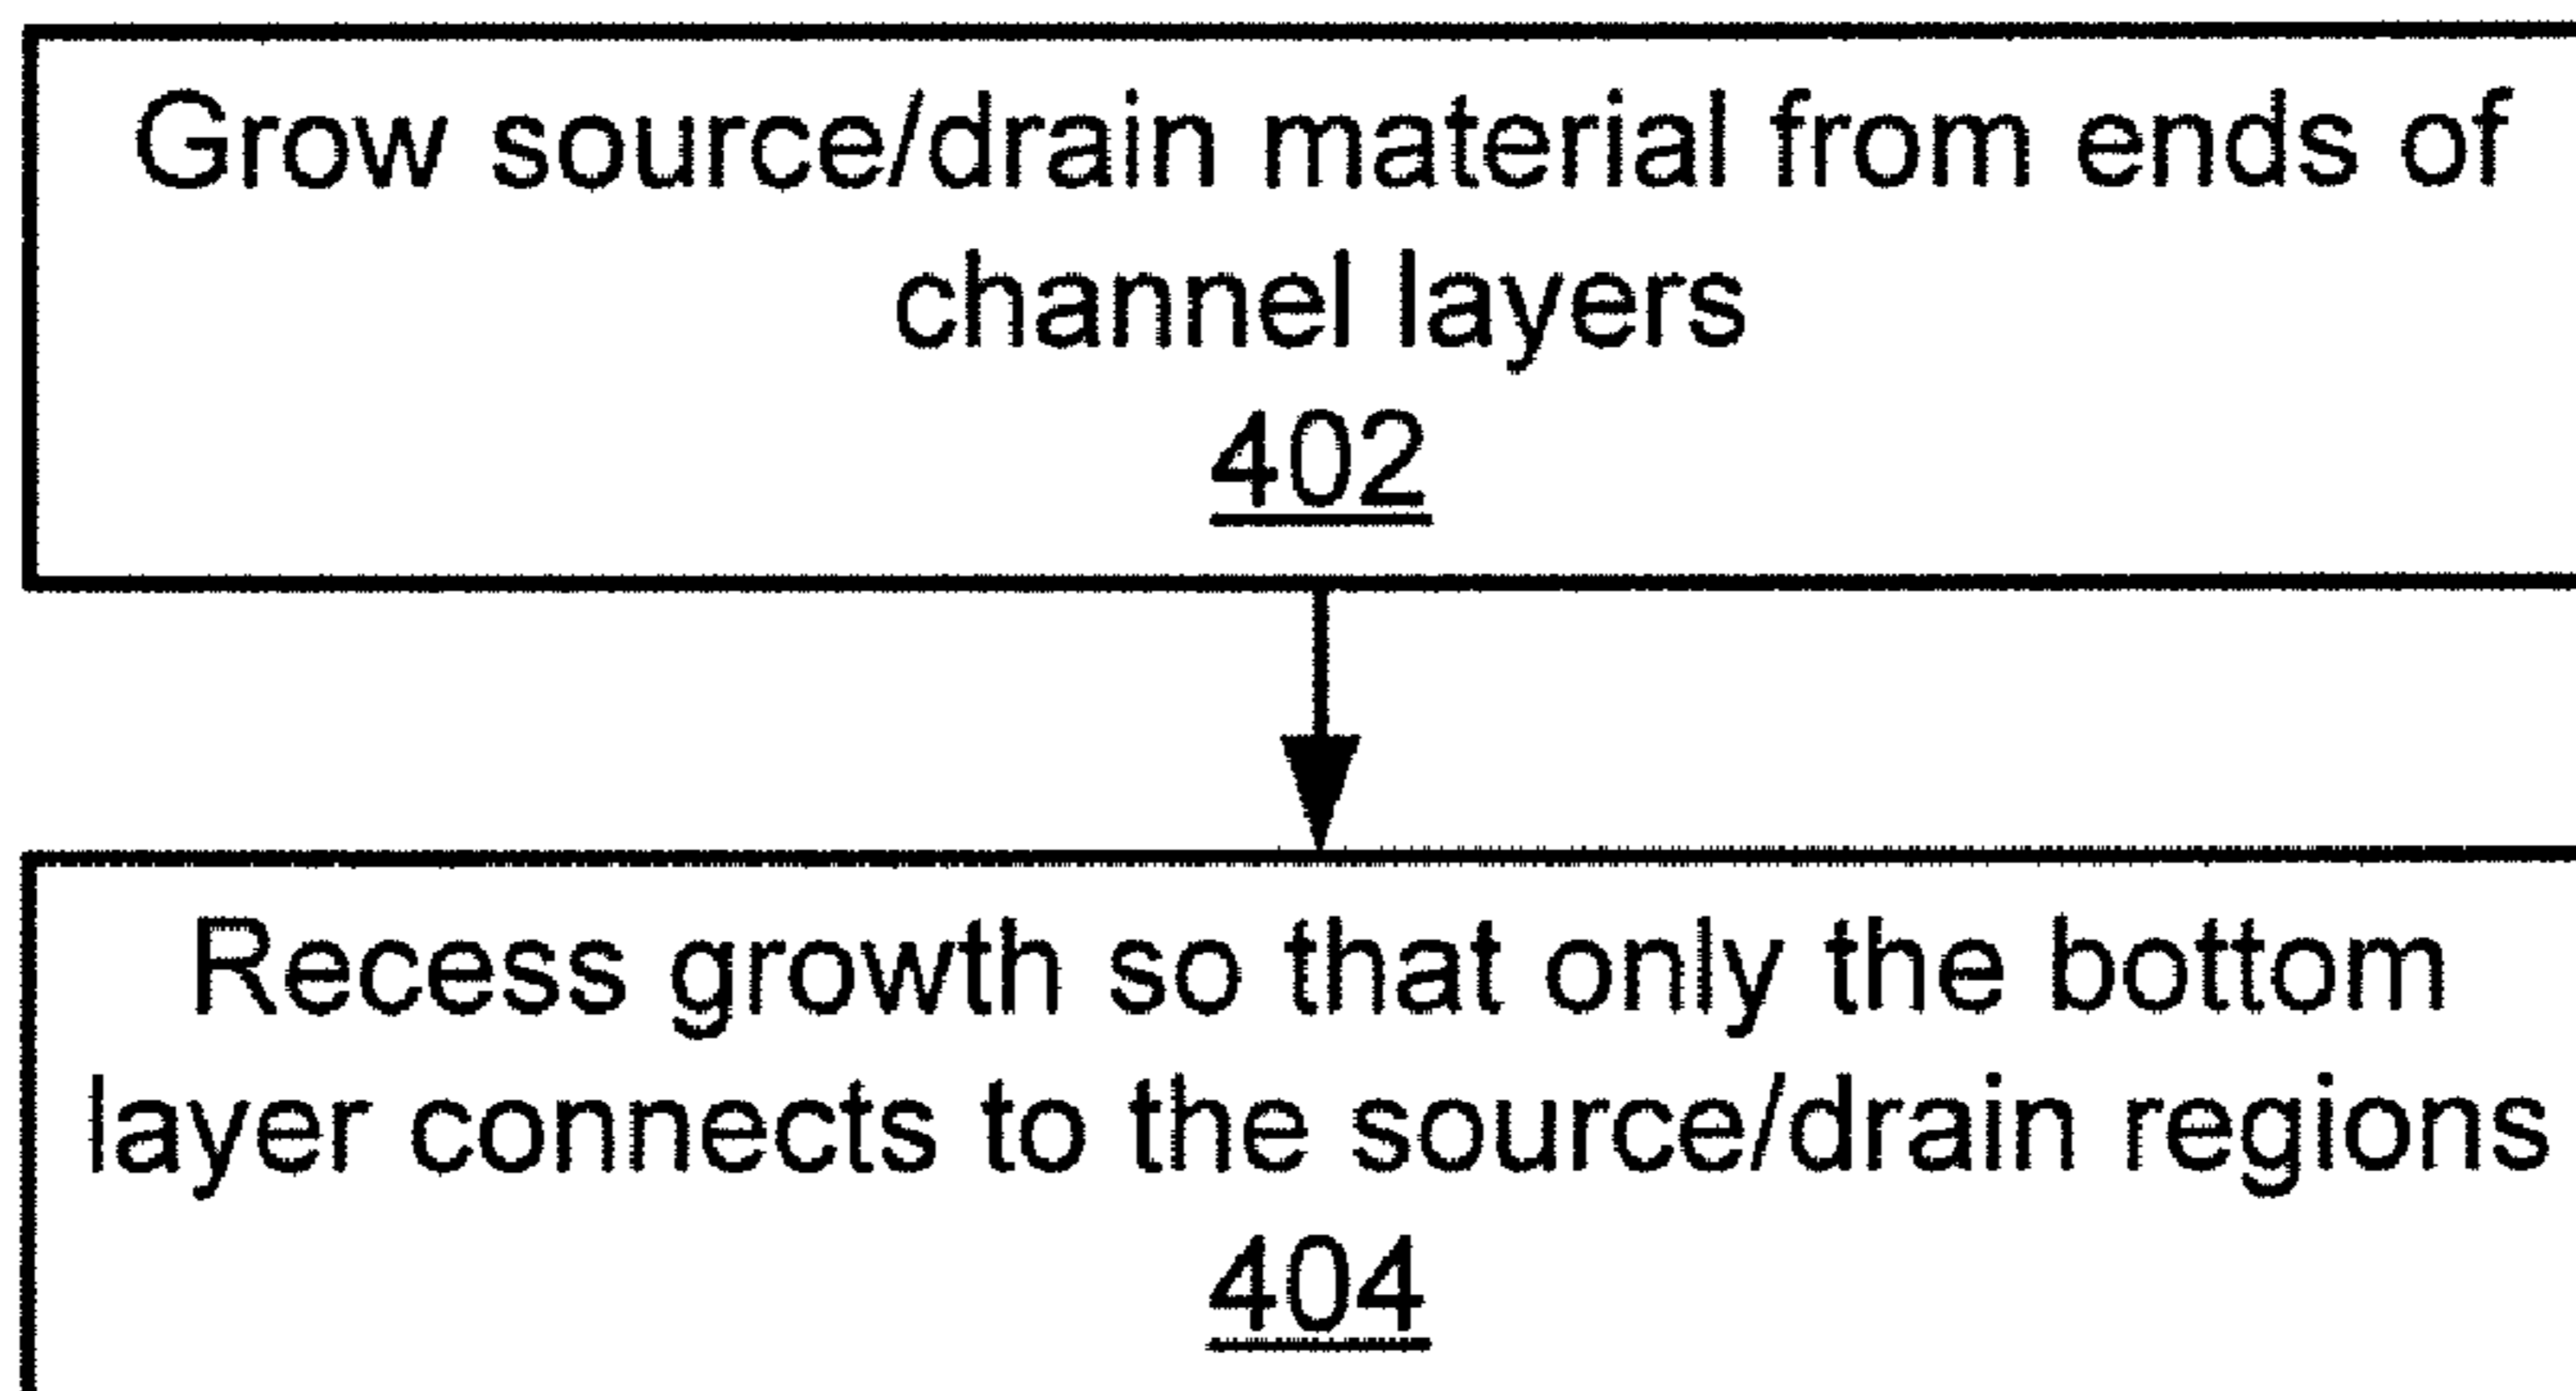 Grow source/drain material from ends of
channel layers
402
Recess growth so that only the bottom
layer connects to the source/drain regions
404